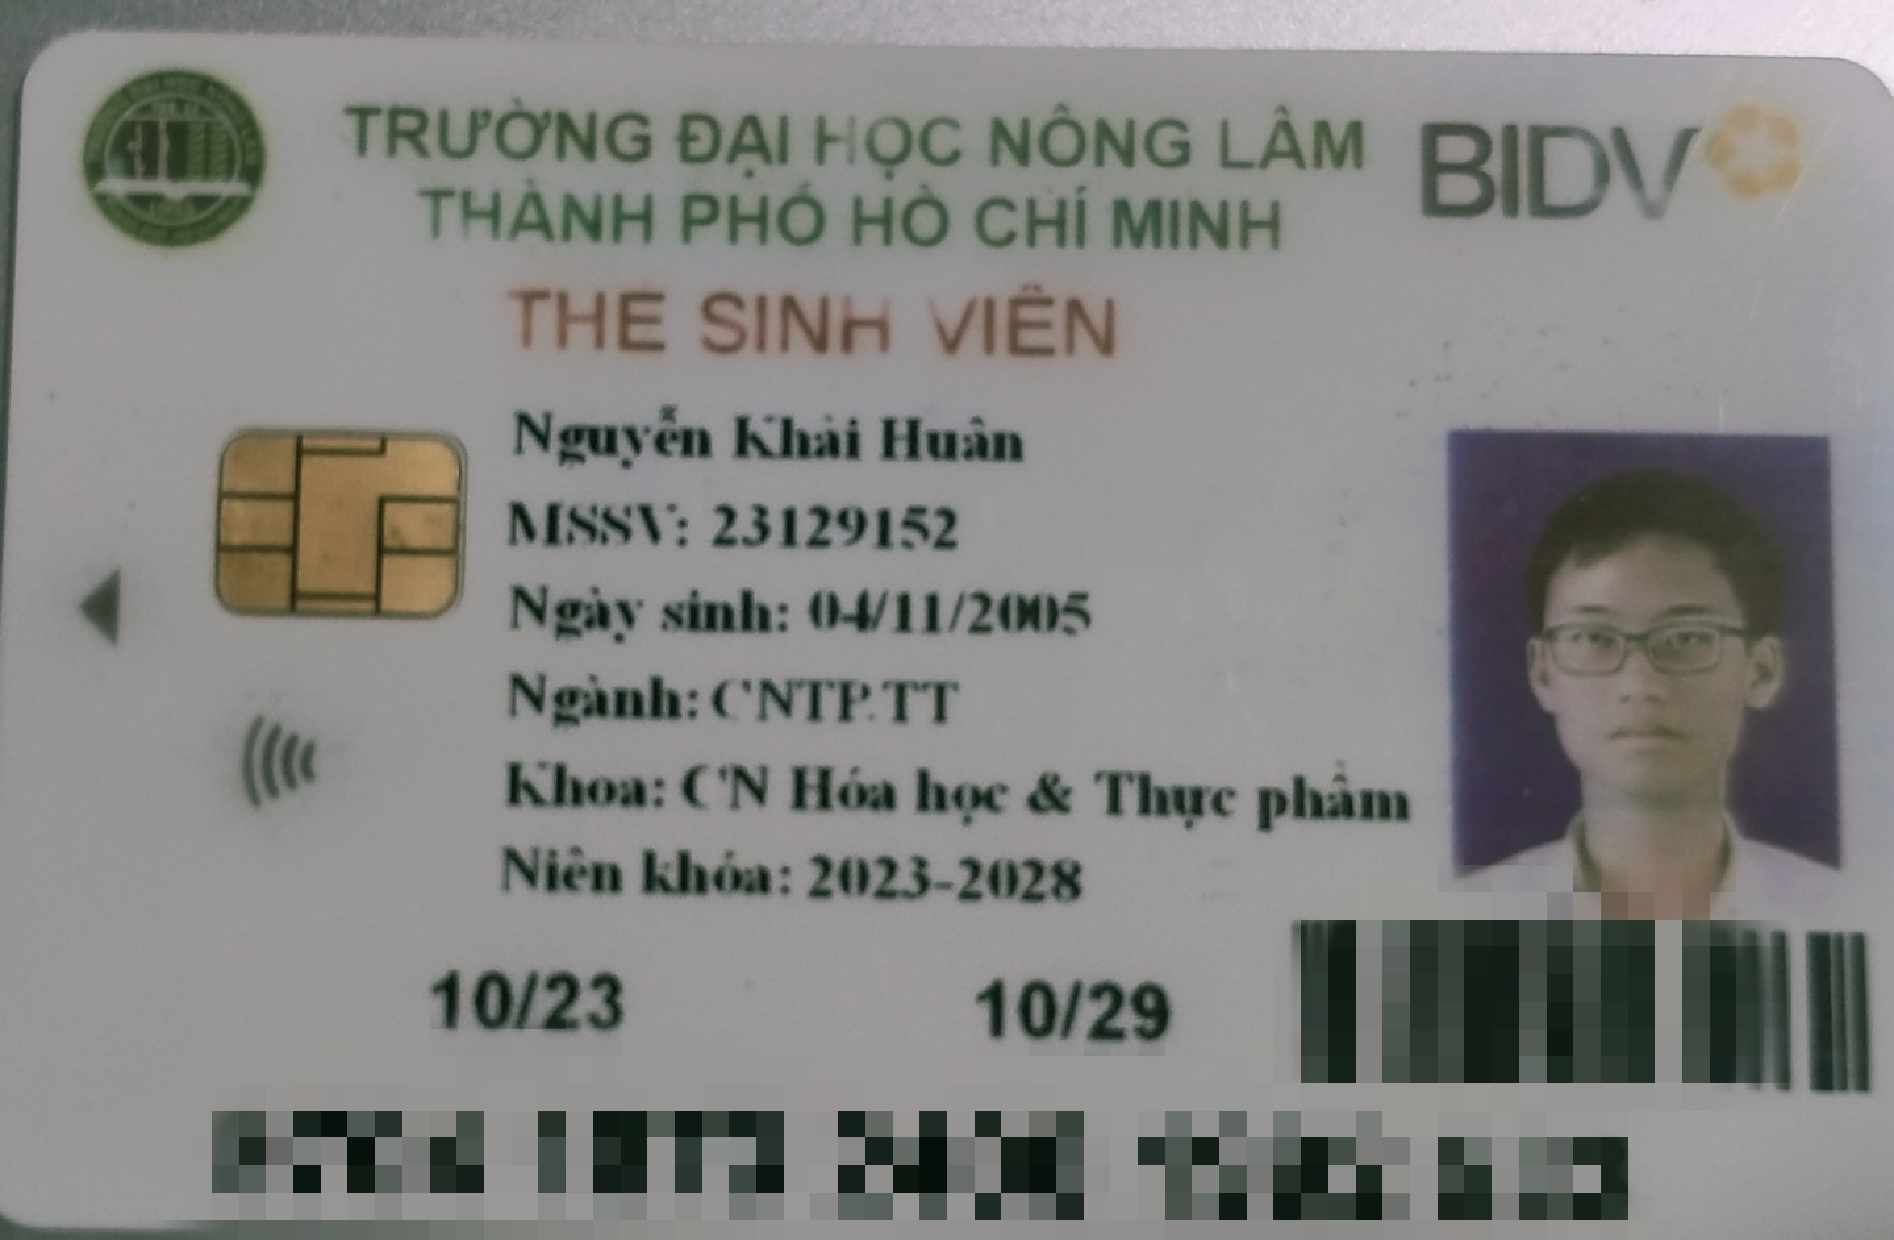 TRƯỜNG ĐẠI HỌC NÔNG LÂM
THÀNH PHỐ HỒ CHÍ MINH
BIDV
THẺ SINH VIÊN
Nguyễn Khải Huân
MSSV: 23129152
Ngày sinh: 04/11/2005
Ngành: CNTP.TT
Khoa: CN Hóa học & Thực phẩm
Niên khóa: 2023-2028
10/23 10/29